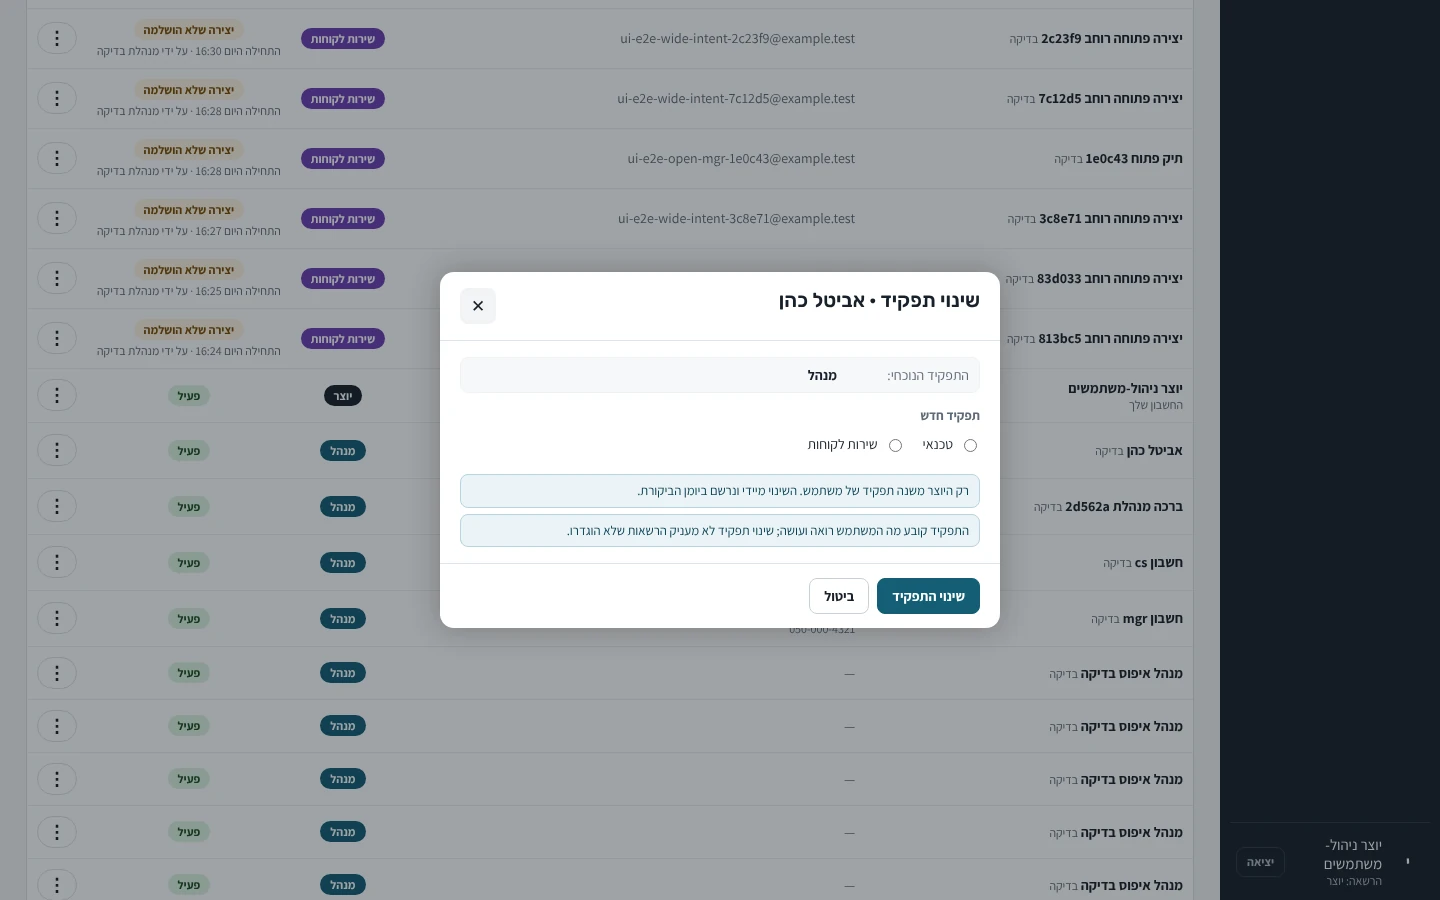 יצירה פתוחה רוחב 2c23f9 בדיקה
ui-e2e-wide-intent-2c23f9@example.test
שירות לקוחות
יצירה שלא הושלמה
התחילה היום 16:30 · על ידי מנהלת בדיקה
יצירה פתוחה רוחב 7c12d5 בדיקה
ui-e2e-wide-intent-7c12d5@example.test
שירות לקוחות
יצירה שלא הושלמה
התחילה היום 16:28 · על ידי מנהלת בדיקה
תיק פתוח 1e0c43 בדיקה
ui-e2e-open-mgr-1e0c43@example.test
שירות לקוחות
יצירה שלא הושלמה
התחילה היום 16:28 · על ידי מנהלת בדיקה
יצירה פתוחה רוחב 3c8e71 בדיקה
ui-e2e-wide-intent-3c8e71@example.test
שירות לקוחות
יצירה שלא הושלמה
התחילה היום 16:27 · על ידי מנהלת בדיקה
יצירה פתוחה רוחב 83d033 בדיקה
שירות לקוחות
יצירה שלא הושלמה
התחילה היום 16:25 · על ידי מנהלת בדיקה
יצירה פתוחה רוחב 813bc5 בדיקה
שירות לקוחות
יצירה שלא הושלמה
התחילה היום 16:24 · על ידי מנהלת בדיקה
יוצר ניהול-משתמשים
החשבון שלך
יוצר
פעיל
אביטל כהן בדיקה
מנהל
פעיל
ברכה מנהלת 2d562a בדיקה
מנהל
פעיל
חשבון cs בדיקה
מנהל
פעיל
חשבון mgr בדיקה
050-000-4321
מנהל
פעיל
מנהל איפוס בדיקה בדיקה
—
מנהל
פעיל
מנהל איפוס בדיקה בדיקה
—
מנהל
פעיל
מנהל איפוס בדיקה בדיקה
—
מנהל
פעיל
מנהל איפוס בדיקה בדיקה
—
מנהל
פעיל
מנהל איפוס בדיקה בדיקה
—
מנהל
פעיל
שינוי תפקיד • אביטל כהן
✕
התפקיד הנוכחי: מנהל
תפקיד חדש
טכנאי
שירות לקוחות
רק היוצר משנה תפקיד של משתמש. השינוי מיידי ונרשם ביומן הביקורת.
התפקיד קובע מה המשתמש רואה ועושה; שינוי תפקיד לא מעניק הרשאות שלא הוגדרו.
שינוי התפקיד
ביטול
י
יוצר ניהול-
משתמשים
הרשאה: יוצר
יציאה